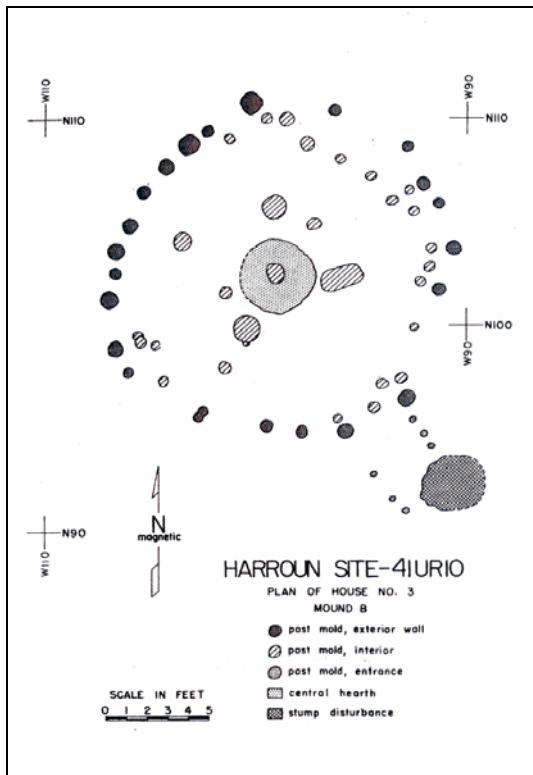 W110
N110
W90
N110
N100
W90
N90
W110
N
magnetic
HARROUN SITE-41UR10
PLAN OF HOUSE NO. 3
MOUND B
post mold, exterior wall
post mold, interior
post mold, entrance
central hearth
stump disturbance
SCALE IN FEET
0 1 2 3 4 5